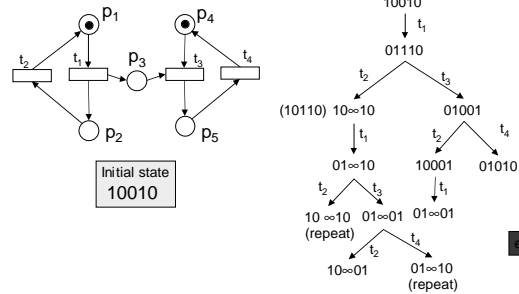 p1
p4
t2
t1
p3
t3
t4
p2
p5
Initial state
10010
10010
t1
01110
t2
t3
(10110) 10∞10
01001
t1
t2
t4
01∞10
10001
01010
t2
t3
t1
10 ∞10
01∞01
01∞01
(repeat)
t2
t4
10∞01
01∞10
(repeat)